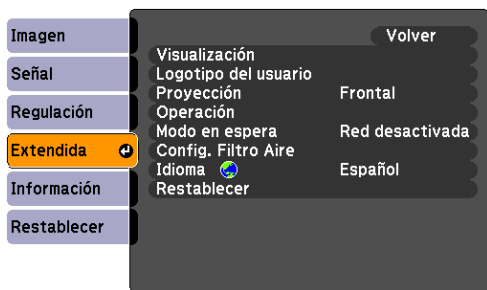 Imagen
Señal
Regulación
Extendida
Información
Restablecer
Volver
Visualización
Logotipo del usuario
Proyección Frontal
Operación
Modo en espera Red desactivada
Config. Filtro Aire
Idioma Español
Restablecer